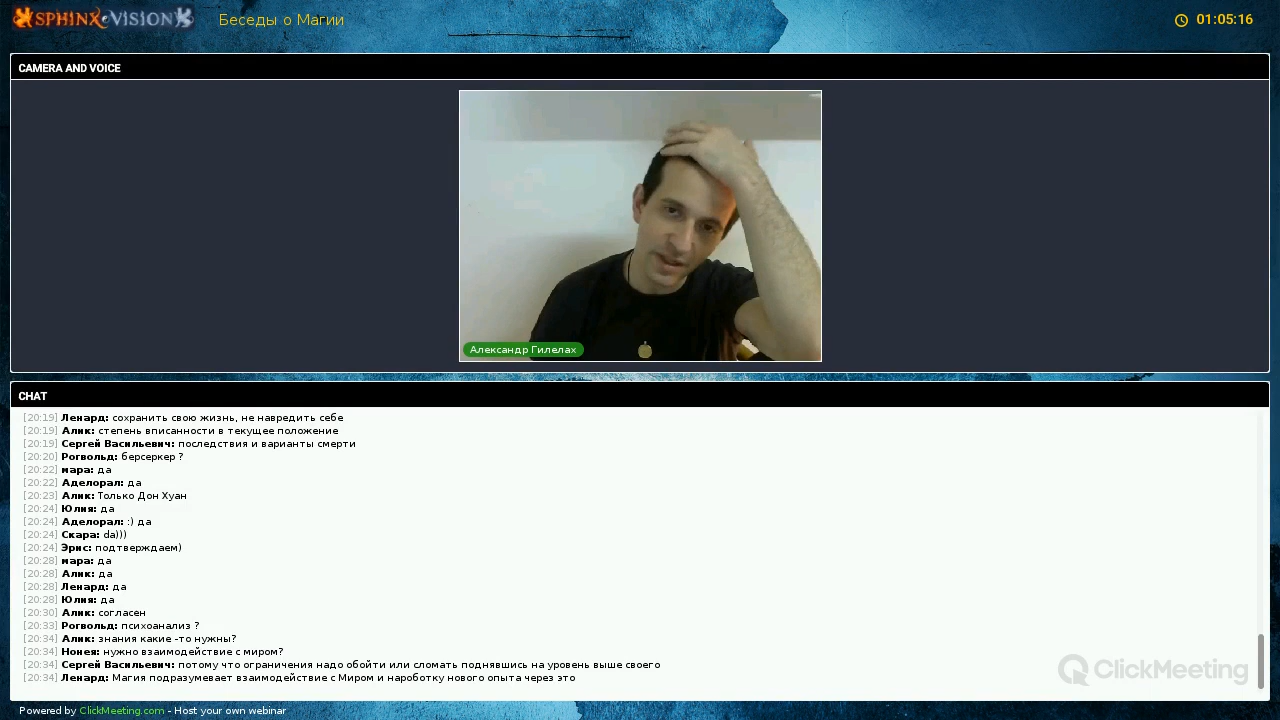 SPHINX VISION Беседы о Магии 01:05:16
CAMERA AND VOICE
Александр Гилелах
CHAT
[20:19] Ленард: сохранить свою жизнь, не навредить себе
[20:19] Алик: степень вписанности в текущее положение
[20:19] Сергей Васильевич: последствия и варианты смерти
[20:20] Рогвольд: берсеркер ?
[20:22] мара: да
[20:22] Аделорал: да
[20:23] Алик: Только Дон Хуан
[20:24] Юлия: да
[20:24] Аделорал: :) да
[20:24] Скара: da)))
[20:24] Эрис: подтверждаем)
[20:28] мара: да
[20:28] Алик: да
[20:28] Ленард: да
[20:28] Юлия: да
[20:30] Алик: согласен
[20:33] Рогвольд: психоанализ ?
[20:34] Алик: знания какие -то нужны?
[20:34] Нонея: нужно взаимодействие с миром?
[20:34] Сергей Васильевич: потому что ограничения надо обойти или сломать поднявшись на уровень выше своего
[20:34] Ленард: Магия подразумевает взаимодействие с Миром и нароботку нового опыта через это
ClickMeeting
Powered by ClickMeeting.com - Host your own webinar